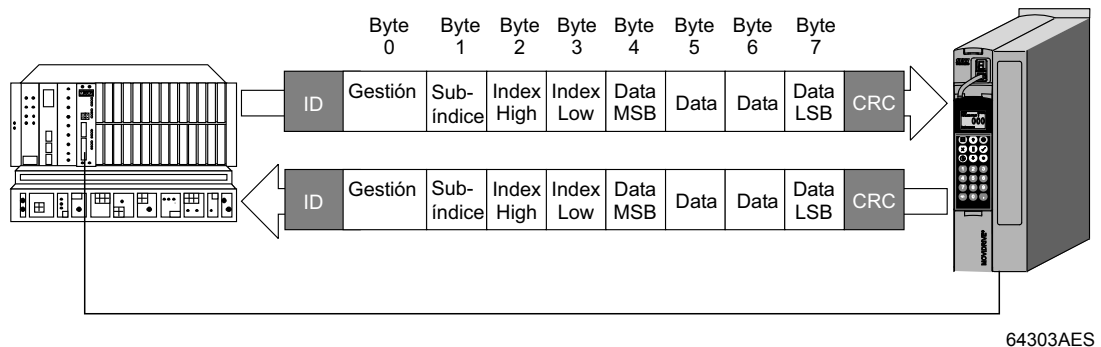 Byte Byte Byte Byte Byte Byte Byte Byte
0 1 2 3 4 5 6 7
ID Gestión Sub-índice Index High Index Low Data MSB Data Data Data LSB CRC
ID Gestión Sub-índice Index High Index Low Data MSB Data Data Data LSB CRC
MOVIDRIVE®
64303AES